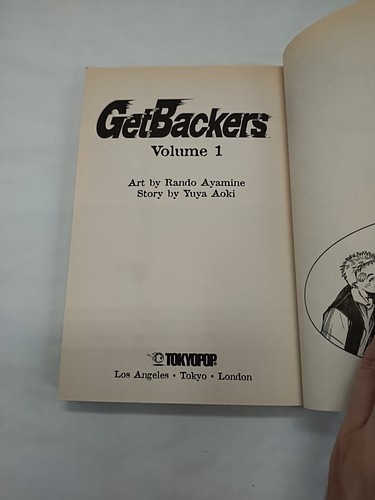 GetBackers
Volume 1
Art by Rando Ayamine
Story by Yuya Aoki
TOKYOPOP
Los Angeles • Tokyo • London